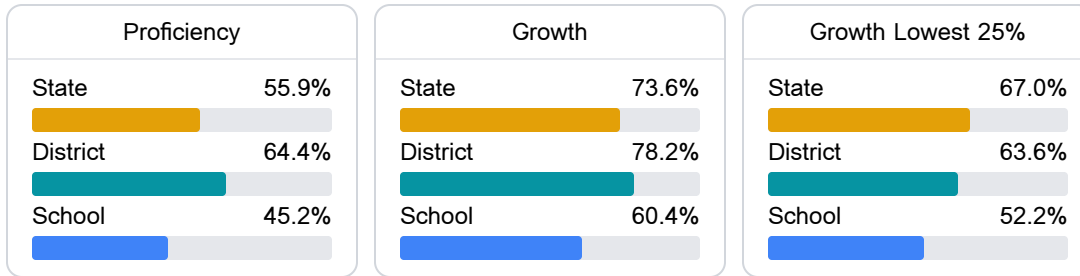 Proficiency
State 55.9%
District 64.4%
School 45.2%
Growth
State 73.6%
District 78.2%
School 60.4%
Growth Lowest 25%
State 67.0%
District 63.6%
School 52.2%